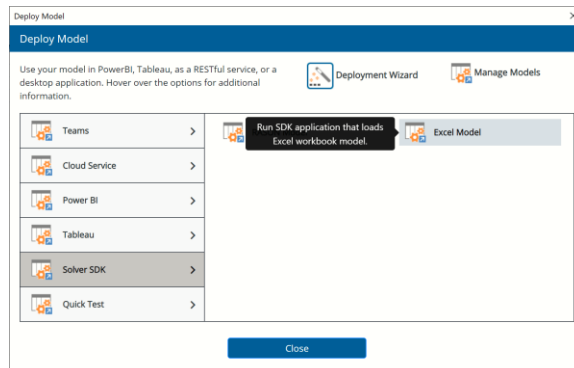 Deploy Model
Deploy Model
Use your model in PowerBI, Tableau, as a RESTful service, or a
desktop application. Hover over the options for additional
information.
Deployment Wizard
Manage Models
Teams
Cloud Service
Power BI
Tableau
Solver SDK
Quick Test
Run SDK application that loads
Excel workbook model.
Excel Model
Close